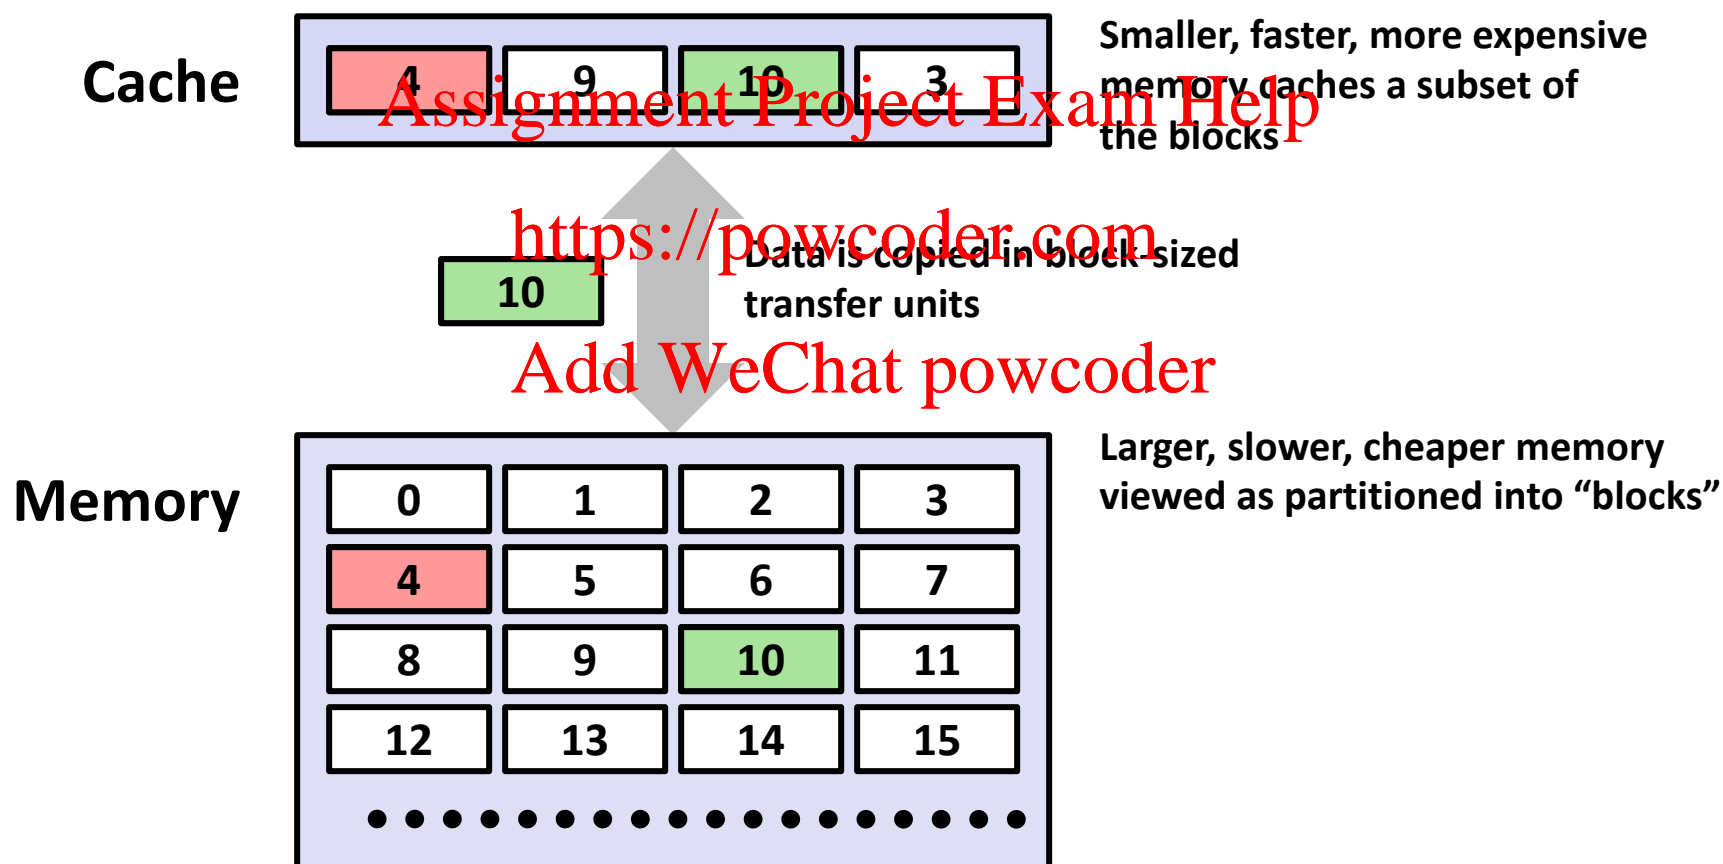 Cache
4 9 10 3
Smaller, faster, more expensive
memory caches a subset of
the blocks
Assignment Project Exam Help
https://powcoder.com
Data is copied in block-sized
transfer units
10
Add WeChat powcoder
Memory
Larger, slower, cheaper memory
viewed as partitioned into “blocks”
0 1 2 3
4 5 6 7
8 9 10 11
12 13 14 15